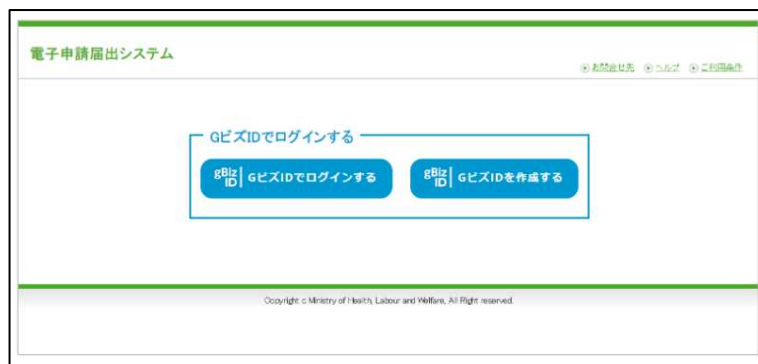 電子申請届出システム
お問合せ先 ヘルプ ご利用条件
GビズIDでログインする
gBiz ID GビズIDでログインする gBiz ID GビズIDを作成する
Copyright c Ministry of Health, Labour and Welfare, All Right reserved.